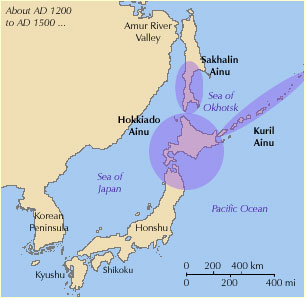 About AD 1200
to AD 1500 ...
Amur River
Valley
Sakhalin
Ainu
Sea of
Okhotsk
Hokkiado
Ainu
Kuril
Ainu
Sea of
Japan
Pacific Ocean
Korean
Peninsula
Honshu
Kyushu
Shikoku
0 200 400 km
0 200 400 mi